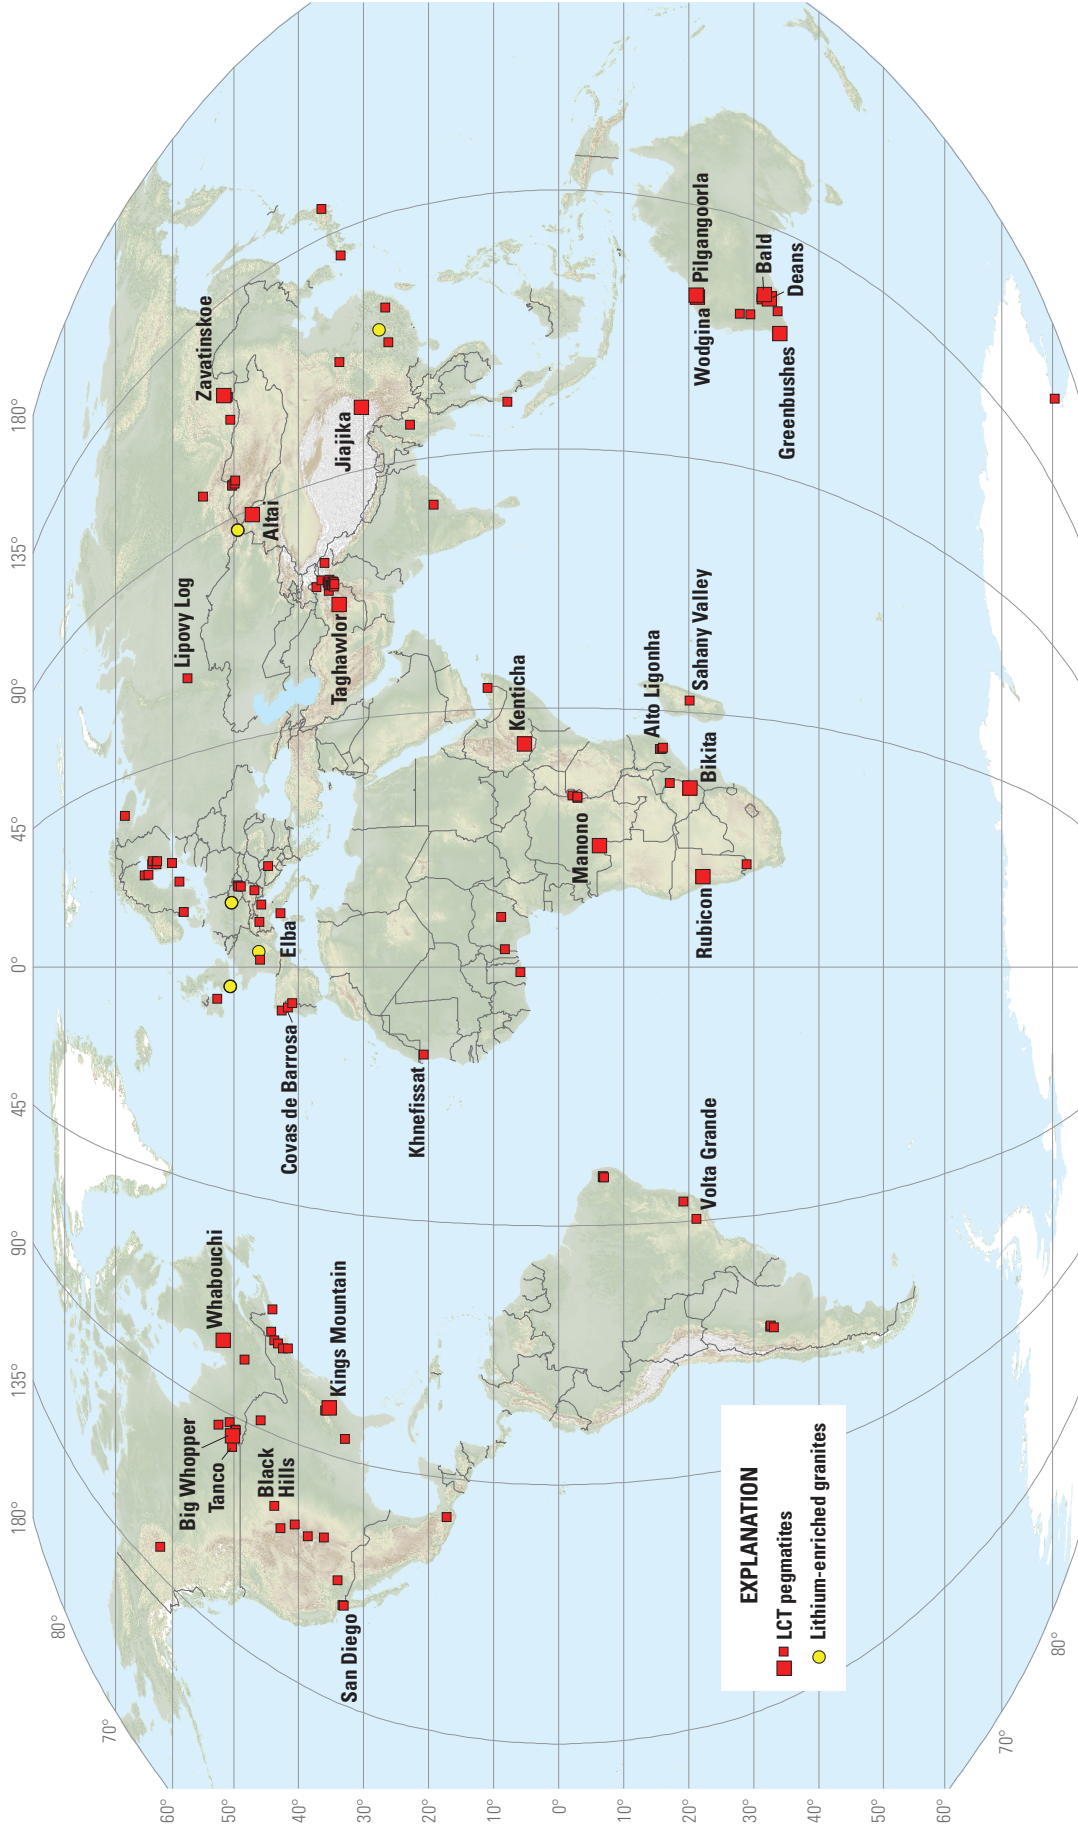 180°
135°
90°
45°
0°
45°
90°
135°
180°
80°
70°
60°
50°
40°
30°
20°
10°
0°
10°
20°
30°
40°
50°
60°
70°
80°
Big Whopper
Tanco
Whabouchi
Black
Hills
Kings Mountain
San Diego
Volta Grande
Covas de Barrosa
Elba
Khnefissat
Lipovy Log
Zavatinskoe
Altai
Jiajika
Taghawlor
Kenticha
Manono
Alto Ligonha
Sahany Valley
Bikita
Rubicon
Wodgina
Pilgangoorla
Bald
Deans
Greenbushes
EXPLANATION
LCT pegmatites
Lithium-enriched granites